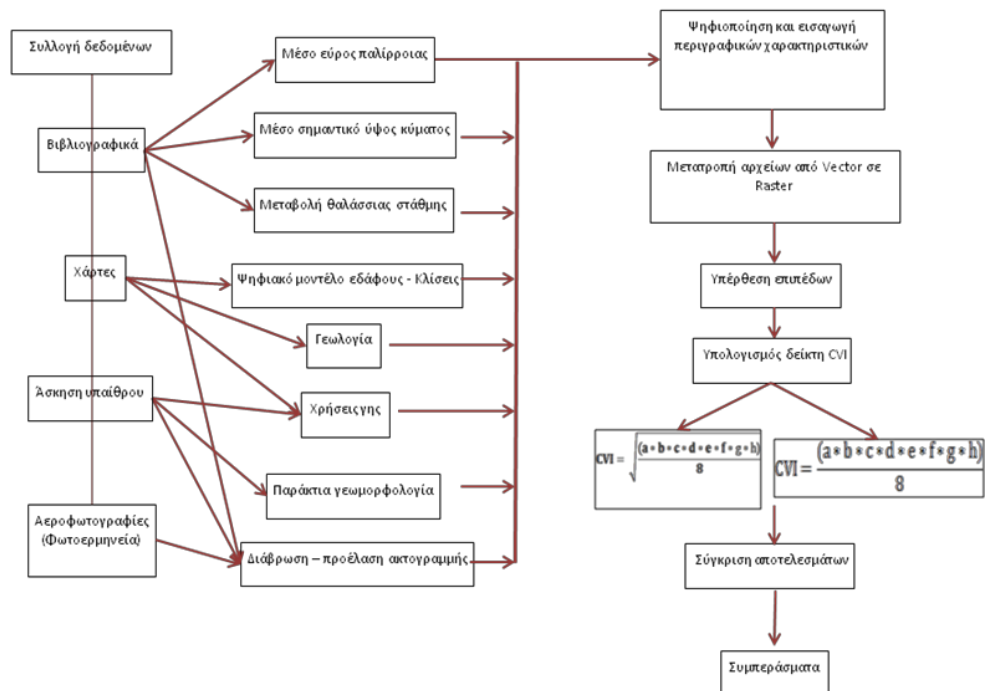 Συλλογή δεδομένων
Βιβλιογραφικά
Χάρτες
Άσκηση υπαίθρου
Αεροφωτογραφίες
(Φωτοερμηνεία)
Μέσο εύρος παλίρροιας
Μέσο σημαντικό ύψος κύματος
Μεταβολή θαλάσσιας στάθμης
Ψηφιακό μοντέλο εδάφους - Κλίσεις
Γεωλογία
Χρήσεις γης
Παράκτια γεωμορφολογία
Διάβρωση – προέλαση ακτογραμμής
Ψηφιοποίηση και εισαγωγή
περιγραφικών χαρακτηριστικών
Μετατροπή αρχείων από Vector σε
Raster
Υπέρθεση επιπέδων
Υπολογισμός δείκτη CVI
CVI = √((a*b*c*d*e*f*g*h)/8)
CVI = (a*b*c*d*e*f*g*h)/8
Σύγκριση αποτελεσμάτων
Συμπεράσματα